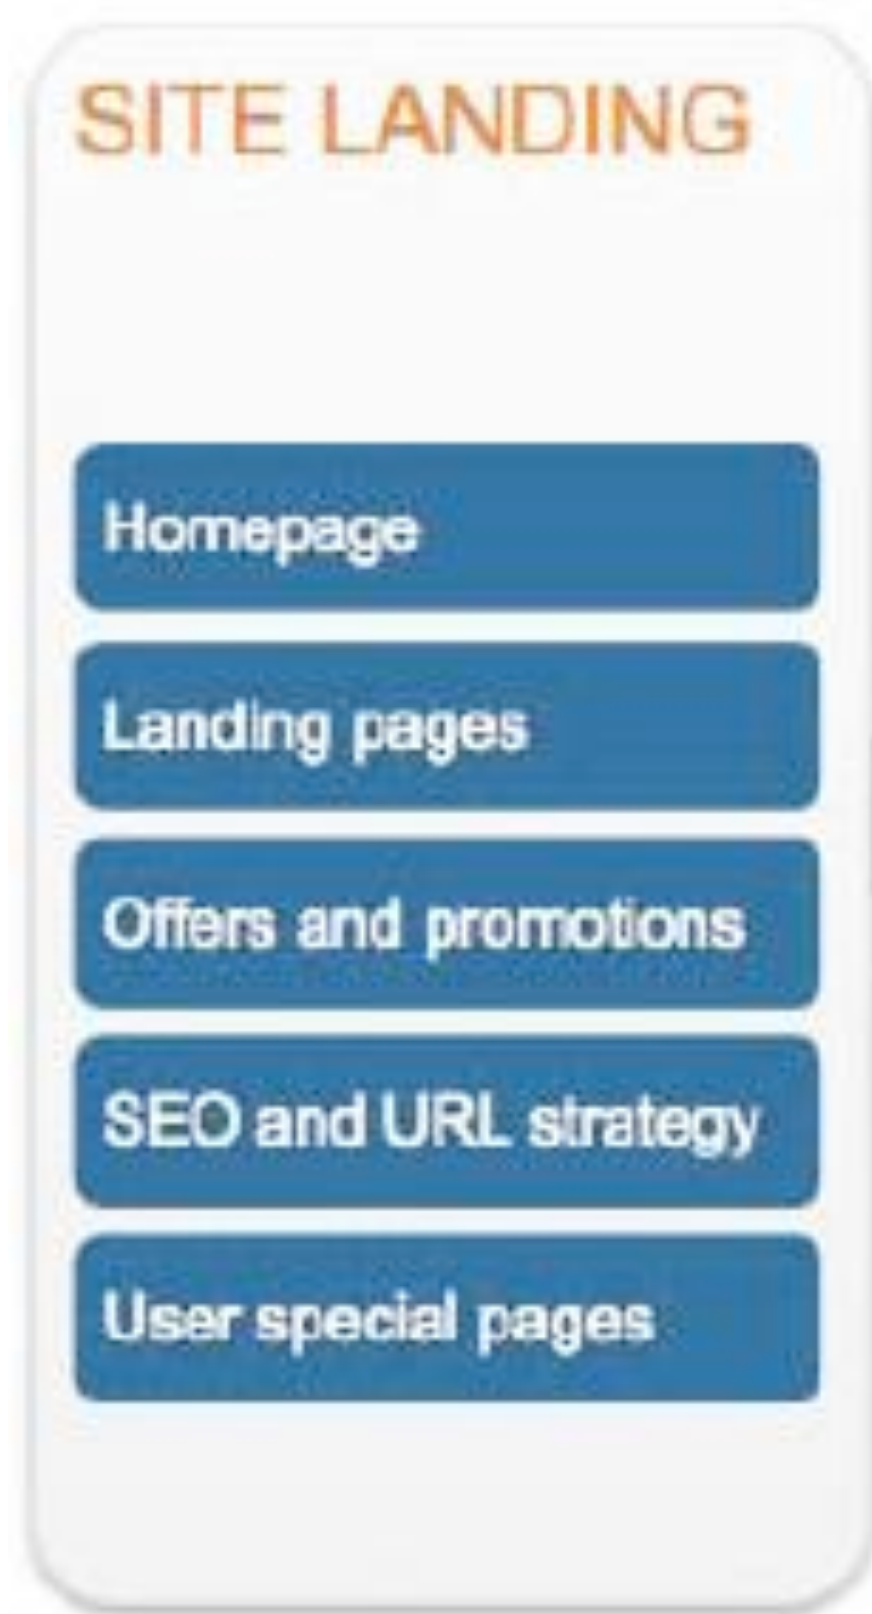 SITE LANDING
Homepage
Landing pages
Offers and promotions
SEO and URL strategy
User special pages